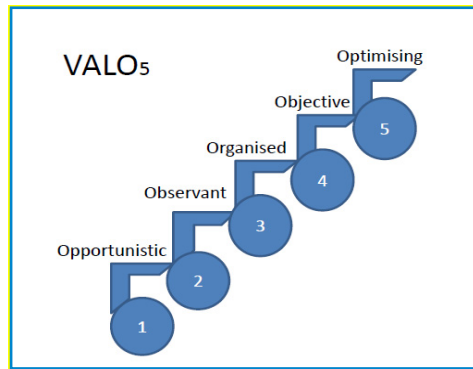 VALO5
Optimising
5
Objective
4
Organised
3
Observant
2
Opportunistic
1